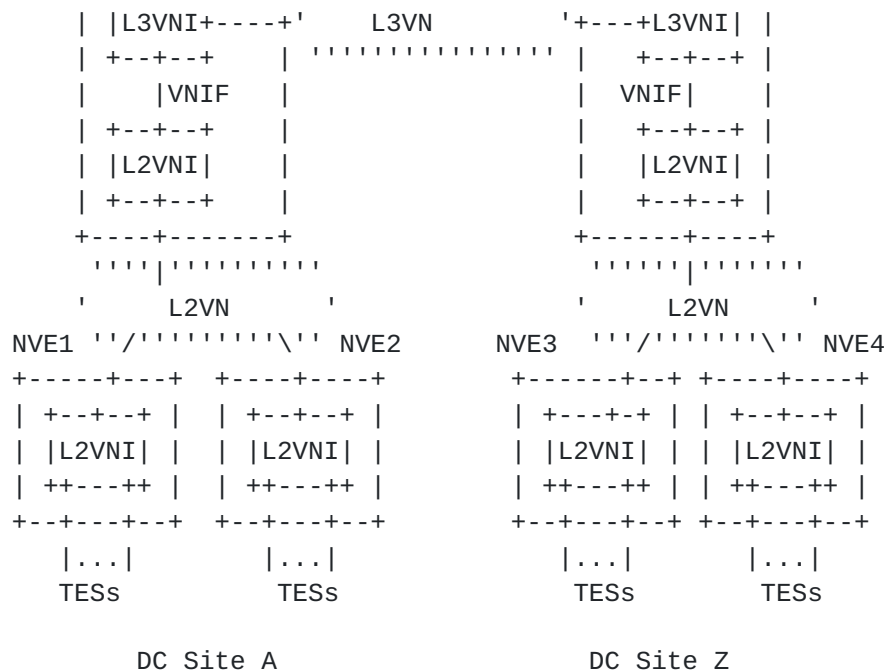 | |L3VNI+----+'    L3VN        '+---+L3VNI| |
| +--+--+    | ''''''''''''''' |   +--+--+ |
|    |VNIF   |                 |  VNIF|    |
| +--+--+    |                 |   +--+--+ |
| |L2VNI|    |                 |   |L2VNI| |
| +--+--+    |                 |   +--+--+ |
+----+-------+                 +------+----+
''''|''''''''''                ''''''|'''''''
'     L2VN       '               '     L2VN     '
NVE1 ''/'''''''''\'' NVE2      NVE3  '''/'''''''\'' NVE4
+-----+---+  +----+----+        +------+--+ +----+----+
| +--+--+ |  | +--+--+ |        | +---+-+ | | +--+--+ |
| |L2VNI| |  | |L2VNI| |        | |L2VNI| | | |L2VNI| |
| ++---++ |  | ++---++ |        | ++---++ | | ++---++ |
+--+---+--+  +--+---+--+        +--+---+--+ +--+---+--+
|...|        |...|              |...|       |...|
TESs         TESs               TESs        TESs
DC Site A                    DC Site Z